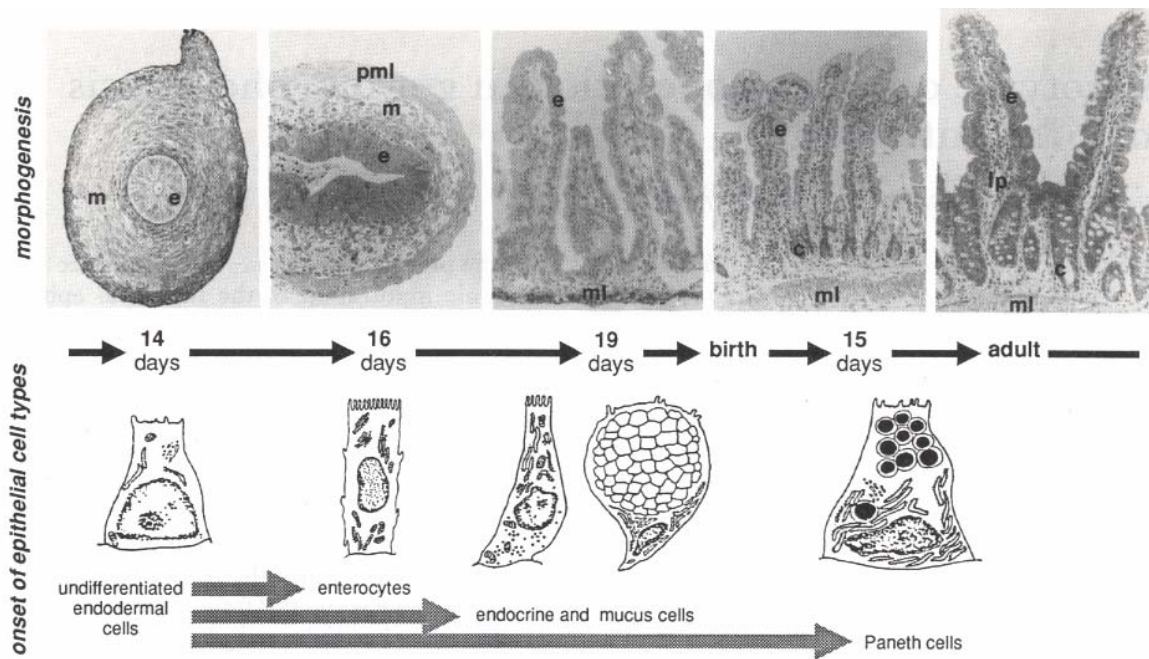 morphogenesis
m
e
pml
m
e
e
ml
e
c
ml
e
lp
c
ml
14
days
16
days
19
days
birth
15
days
adult
onset of epithelial cell types
undifferentiated
endodermal
cells
enterocytes
endocrine and mucus cells
Paneth cells